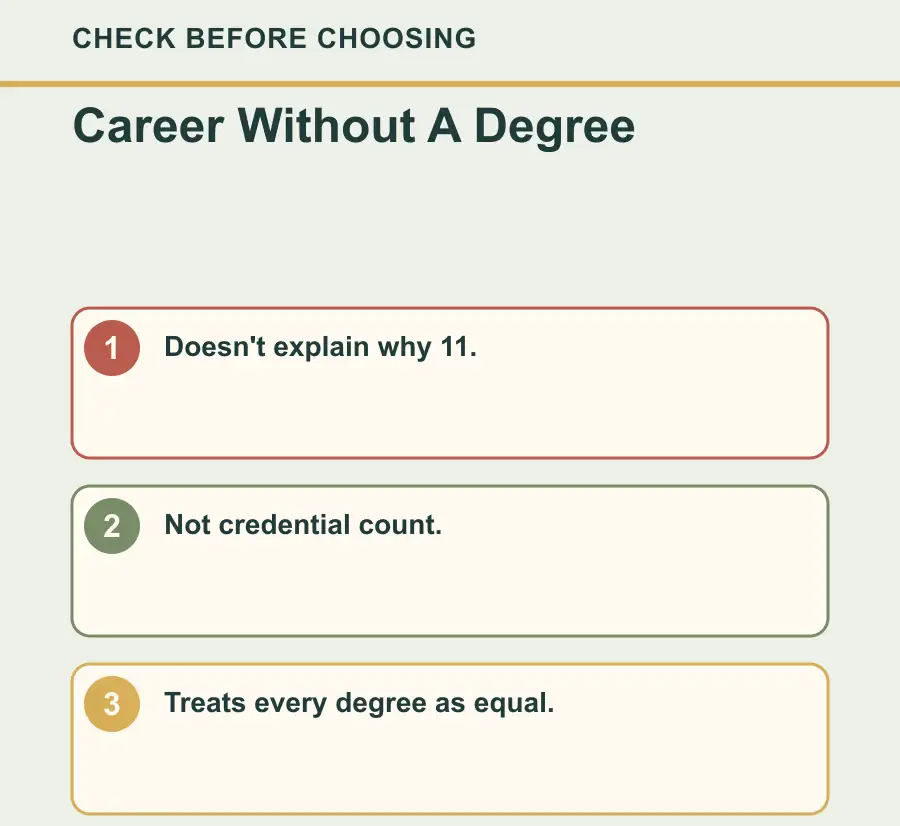 CHECK BEFORE CHOOSING
Career Without A Degree
1 Doesn't explain why 11.
2 Not credential count.
3 Treats every degree as equal.